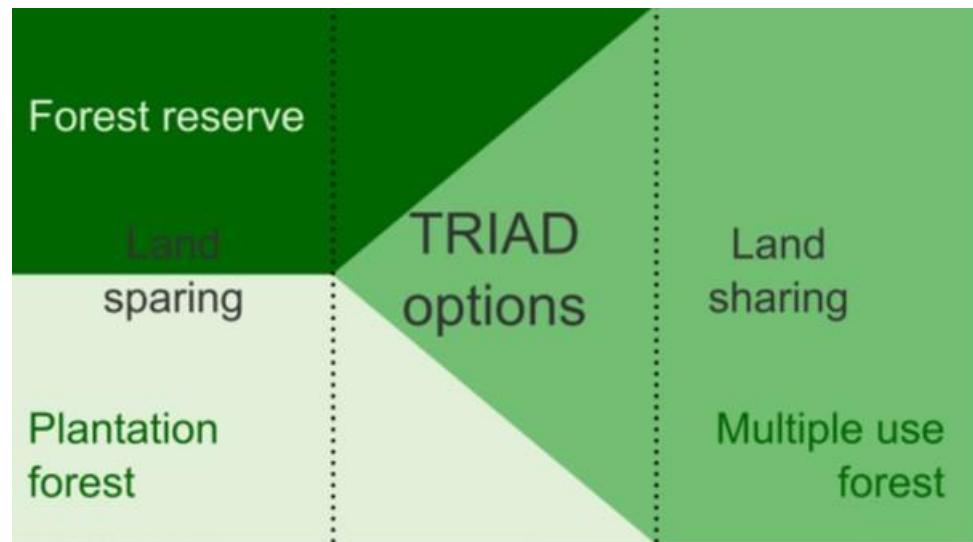 Forest reserve
Land
sparing
TRIAD
options
Land
sharing
Plantation
forest
Multiple use
forest